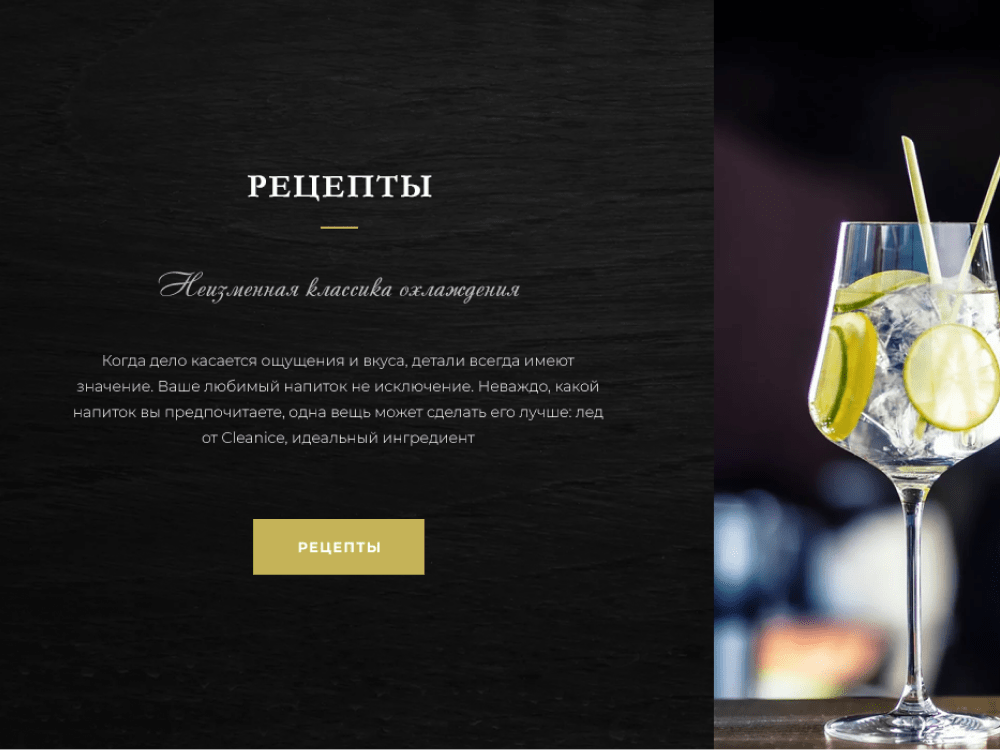 РЕЦЕПТЫ
Неизменная классика охлаждения
Когда дело касается ощущения и вкуса, детали всегда имеют
значение. Ваше любимый напиток не исключение. Неваждо, какой
напиток вы предпочитаете, одна вещь может сделать его лучше: лед
от Cleanice, идеальный ингредиент
РЕЦЕПТЫ